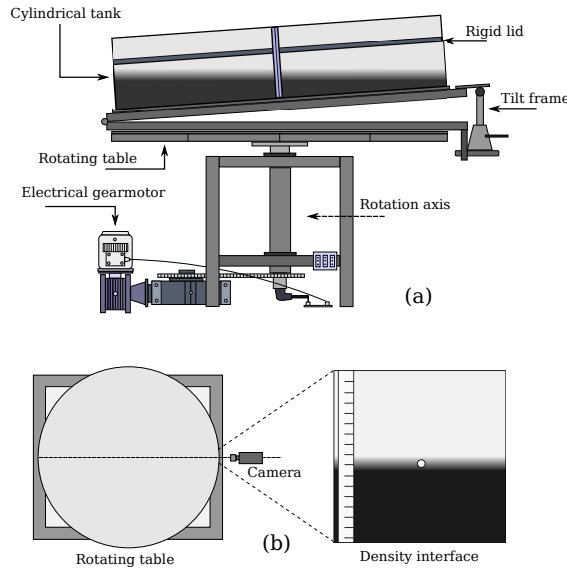 Cylindrical tank
Rigid lid
Tilt frame
Rotating table
Electrical gearmotor
Rotation axis
(a)
Camera
(b)
Rotating table
Density interface